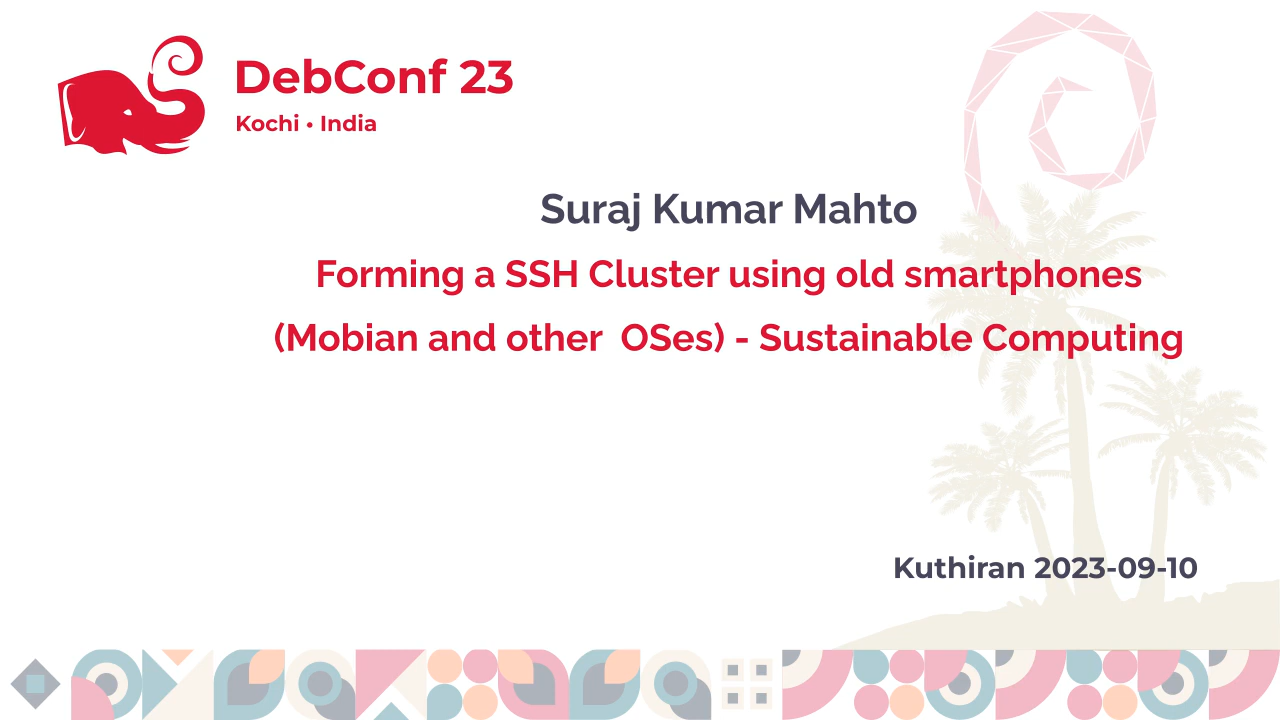 DebConf 23
Kochi • India
Suraj Kumar Mahto
Forming a SSH Cluster using old smartphones
(Mobian and other  OSes) - Sustainable Computing
Kuthiran 2023-09-10